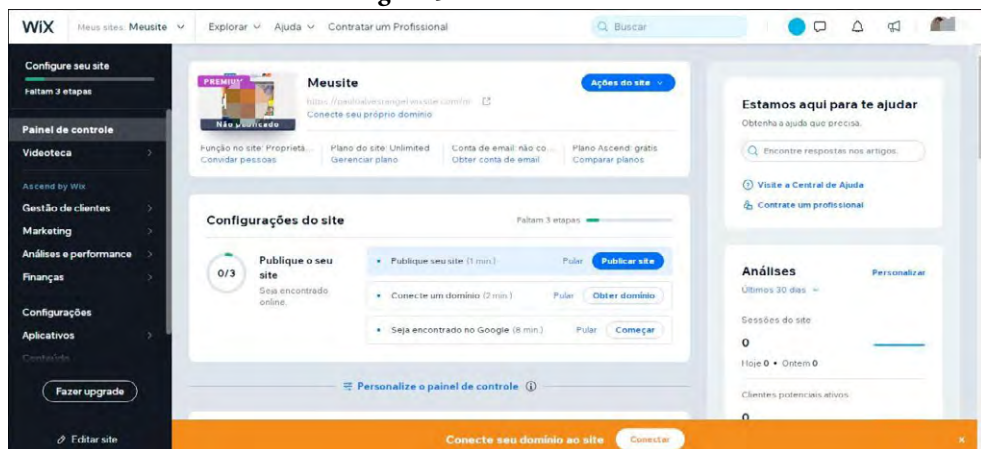 WiX Meus sites: Meusite Explorar Ajuda Contratar um Profissional Buscar
Configure seu site
Faltam 3 etapas
Painel de controle
Videoteca
Ascend by Wix
Gestão de clientes
Marketing
Análises e performance
Finanças
Configurações
Aplicativos
Conteúdo
Fazer upgrade
Editar site
PREMIUM
Não publicado
Meusite
Conecte seu próprio domínio
Ações do site
Função no site: Proprietá...
Convidar pessoas
Plano do site: Unlimited
Gerenciar plano
Conta de email: não co...
Obter conta de email
Plano Ascend: grátis
Comparar planos
Configurações do site
Faltam 3 etapas
0/3
Publique o seu
site
Seja encontrado
online.
Publique seu site (1 min.) Pular Publicar site
Conecte um domínio (2 min.) Pular Obter domínio
Seja encontrado no Google (8 min.) Pular Começar
Personalize o painel de controle
Estamos aqui para te ajudar
Obtenha a ajuda que precisa.
Encontre respostas nos artigos.
Visite a Central de Ajuda
Contrate um profissional
Análises Personalizar
Últimos 30 dias
Sessões do site
0
Hoje 0 • Ontem 0
Clientes potenciais ativos
0
Conecte seu domínio ao site Conectar